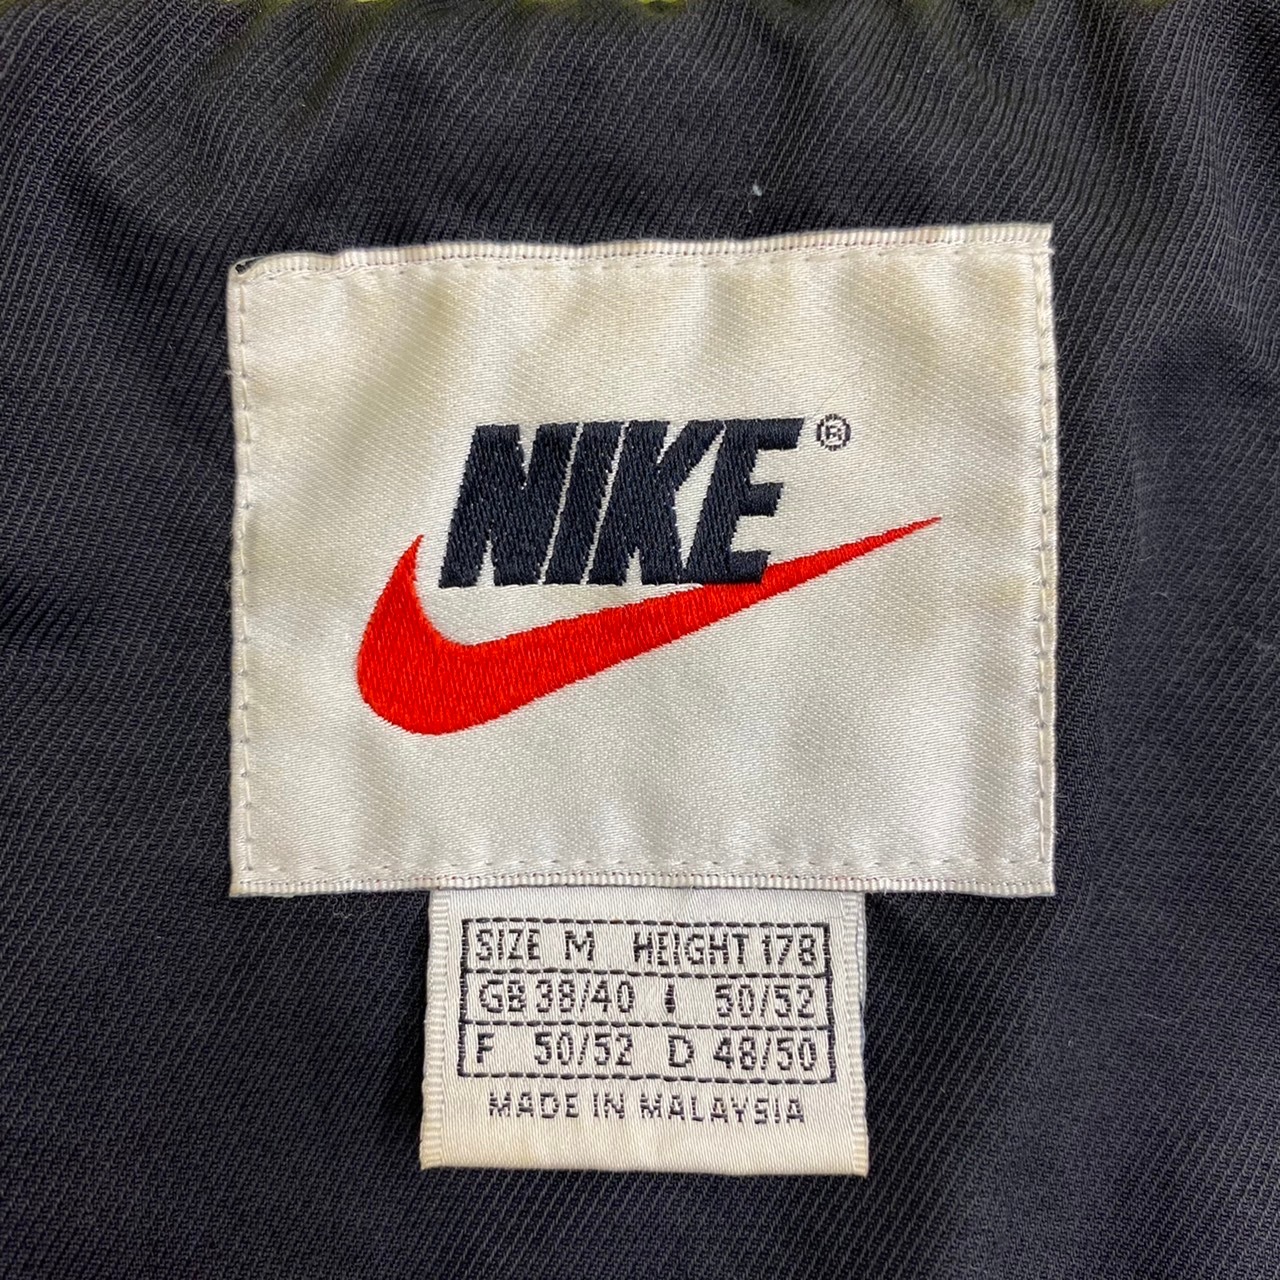 NIKE®
SIZE M HEIGHT 178
GB 38/40 I 50/52
F 50/52 D 48/50
MADE IN MALAYSIA